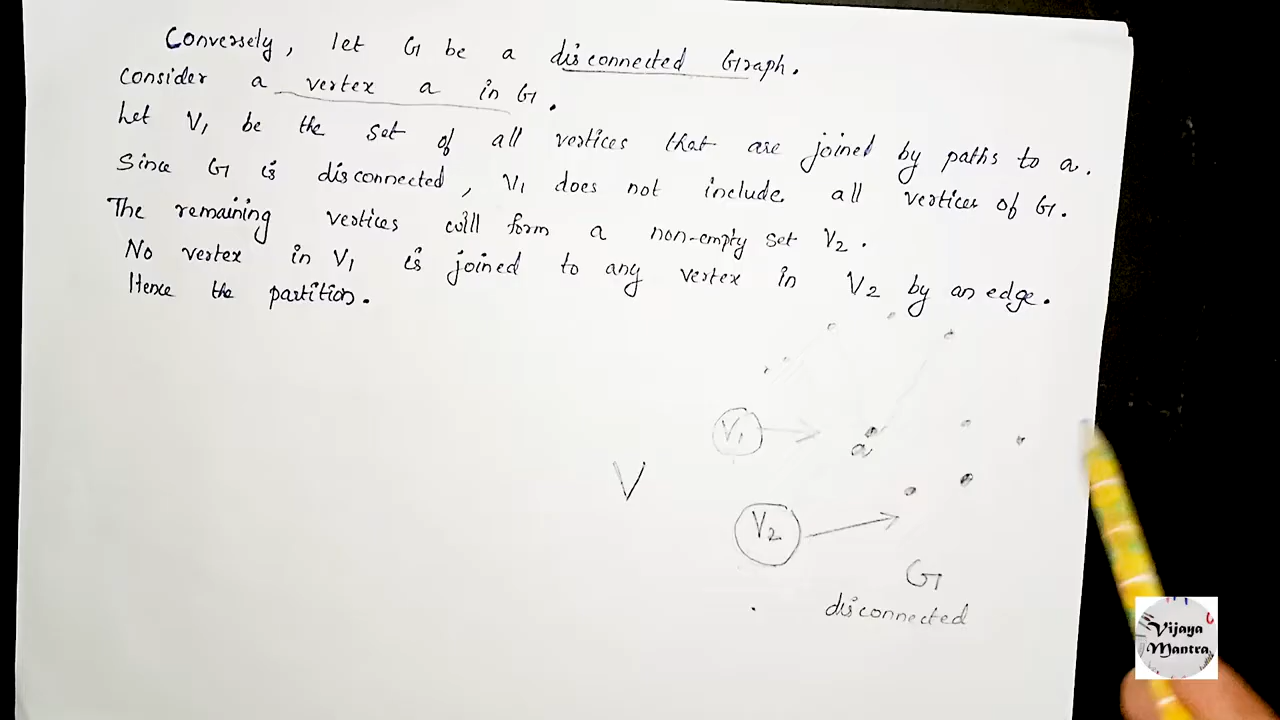 Conversely, let G be a disconnected Graph.
Consider a vertex a in G.
Let V1 be the set of all vertices that are joined by paths to a.
Since G is disconnected, V1 does not include all vertices of G.
The remaining vertices will form a non-empty set V2.
No vertex in V1 is joined to any vertex in V2 by an edge.
Hence the partition.
V1
a
V
V2
G
disconnected
Vijaya
Mantra